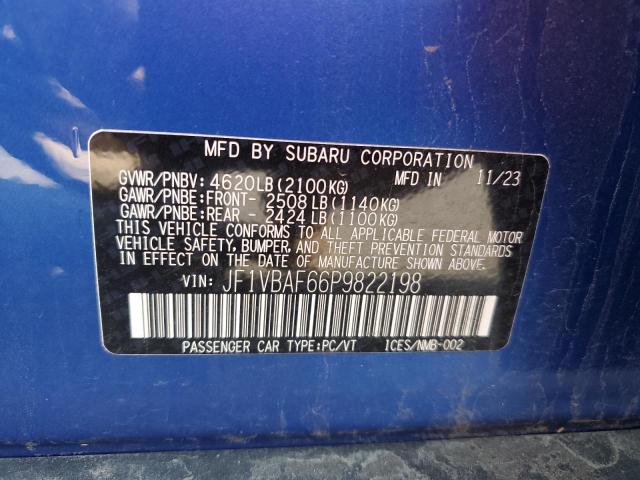 MFD BY SUBARU CORPORATION
GVWR/PNBV: 4620LB(2100KG) MFD IN 11/23
GAWR/PNBE:FRONT- 2508LB(1140KG)
GAWR/PNBE:REAR - 2424LB(1100KG)
THIS VEHICLE CONFORMS TO ALL APPLICABLE FEDERAL MOTOR
VEHICLE SAFETY, BUMPER, AND THEFT PREVENTION STANDARDS
IN EFFECT ON THE DATE OF MANUFACTURE SHOWN ABOVE.
VIN: JF1VBAF66P9822198
PASSENGER CAR TYPE:PC/VT ICES/NMB-002